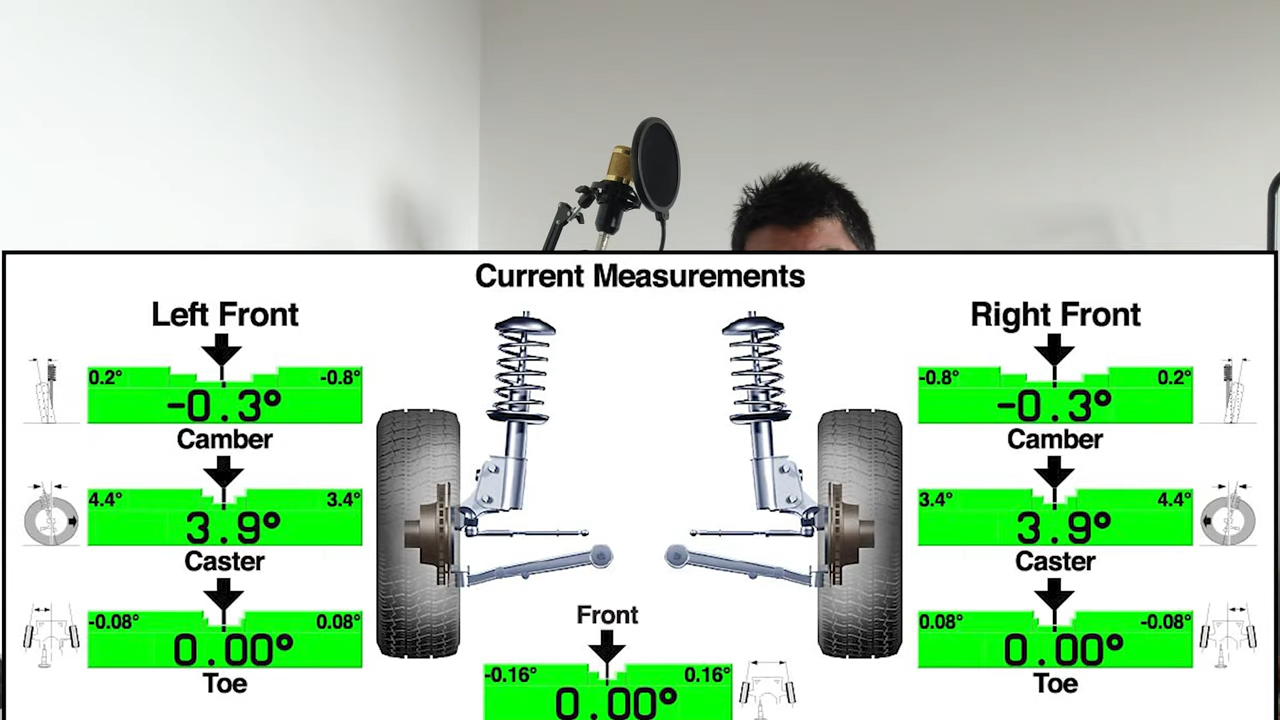 Current Measurements
Left Front
Right Front
0.2° -0.8°
-0.3°
Camber
-0.8° 0.2°
-0.3°
Camber
4.4° 3.4°
3.9°
Caster
3.4° 4.4°
3.9°
Caster
-0.08° 0.08°
0.00°
Toe
0.08° -0.08°
0.00°
Toe
Front
-0.16° 0.16°
0.00°